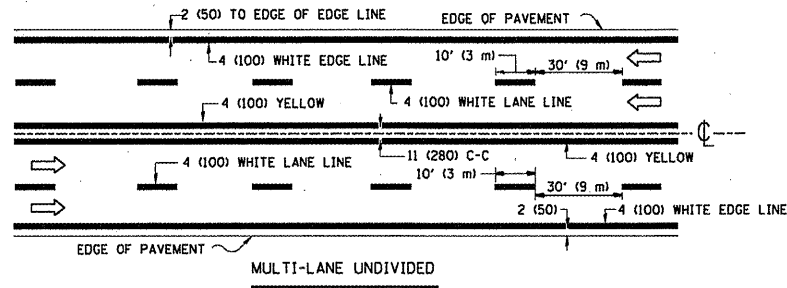 2 (50) TO EDGE OF EDGE LINE
EDGE OF PAVEMENT
4 (100) WHITE EDGE LINE
10' (3 m)
30' (9 m)
4 (100) YELLOW
4 (100) WHITE LANE LINE
CL
4 (100) WHITE LANE LINE
11 (280) C-C
4 (100) YELLOW
10' (3 m)
30' (9 m)
2 (50)
4 (100) WHITE EDGE LINE
EDGE OF PAVEMENT
MULTI-LANE UNDIVIDED